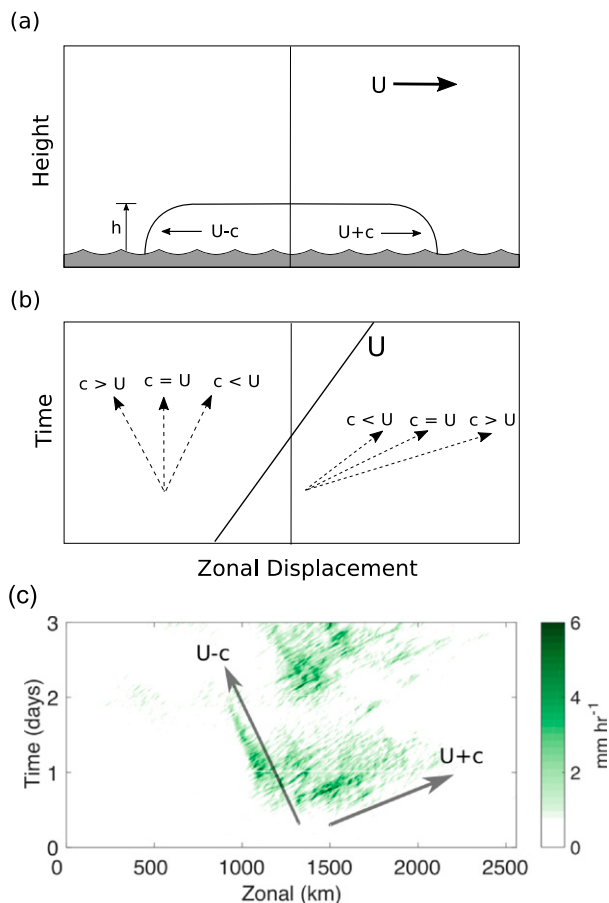 (a)
Height
U
h
U-c
U+c
(b)
Time
U
c > U
c = U
c < U
c < U
c = U
c > U
Zonal Displacement
(c)
Time (days)
3
2
1
0
U-c
U+c
0
500
1000
1500
2000
2500
Zonal (km)
6
4
2
0
mm hr⁻¹